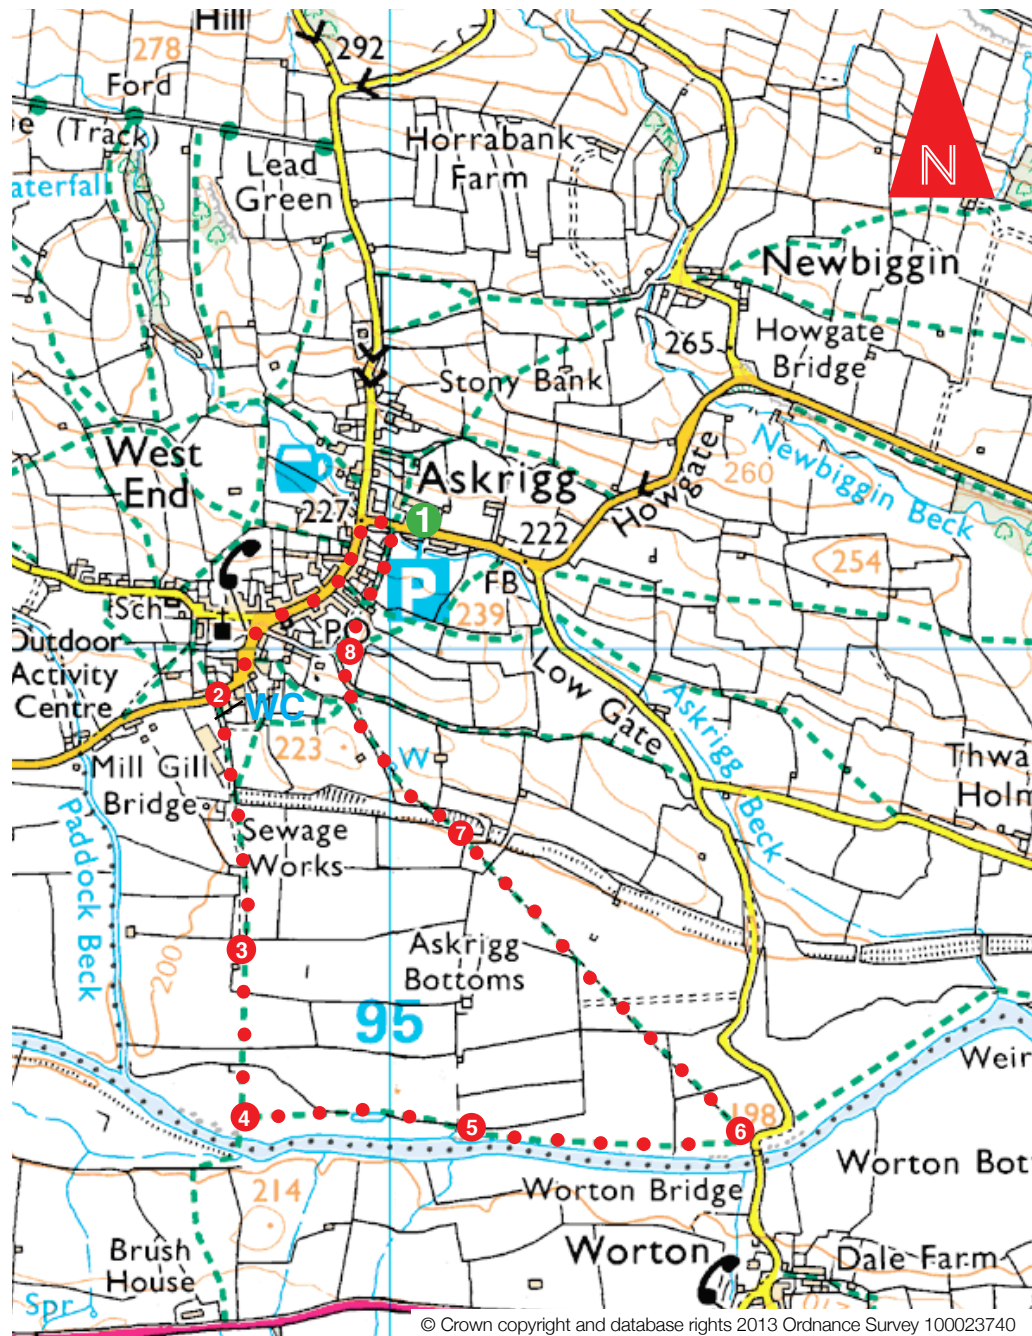 Hill
292
278
Ford
e (Track)
aterfall
Lead
Green
Horrabank
Farm
N
Newbiggin
265
Howgate
Bridge
Stony Bank
West
End
Askrigg
Howgate
260
Newbiggin Beck
227
1
222
254
P
FB
239
Sch
PO
8
Outdoor
Activity
Centre
2
WC
Low Gate
Askrigg
Beck
223
W
Thwa
Holm
Mill Gill
Bridge
Paddock Beck
Sewage
Works
7
3
200
Askrigg
Bottoms
95
Weir
4
5
6
198
214
Worton Bridge
Worton Bot
Brush
House
Worton
Dale Farm
Spr
© Crown copyright and database rights 2013 Ordnance Survey 100023740